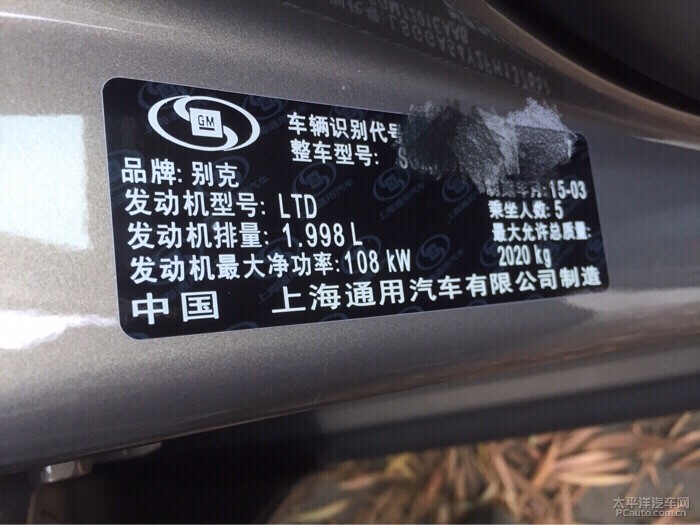 GM
车辆识别代号
整车型号:
品牌: 别克
年月: 15-03
发动机型号: LTD
乘坐人数: 5
发动机排量: 1.998 L
最大允许总质量:
发动机最大净功率: 108 kW
2020 kg
中国 上海通用汽车有限公司制造
太平洋汽车网
PCauto.com.cn